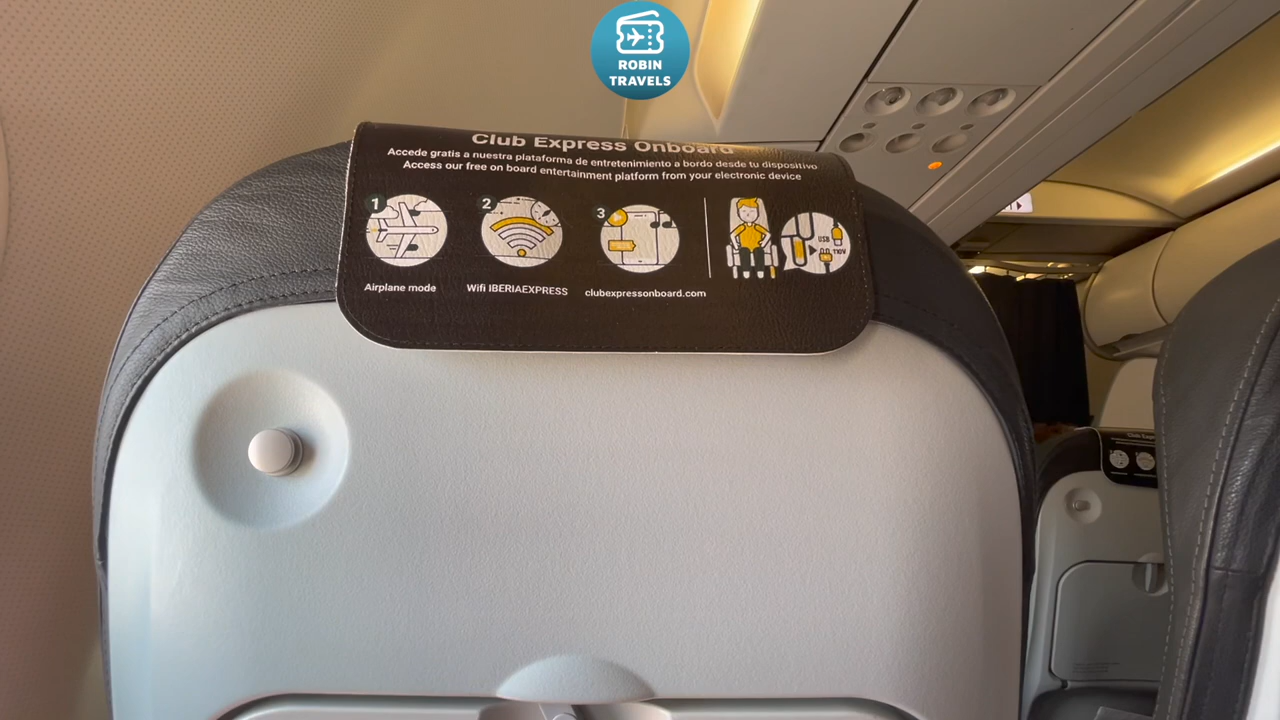 ROBIN
TRAVELS
Club Express Onboard
Accede gratis a nuestra plataforma de entretenimiento a bordo desde tu dispositivo
Access our free on board entertainment platform from your electronic device
1
2
3
USB
110V
Airplane mode
Wifi IBERIAEXPRESS
clubexpressonboard.com